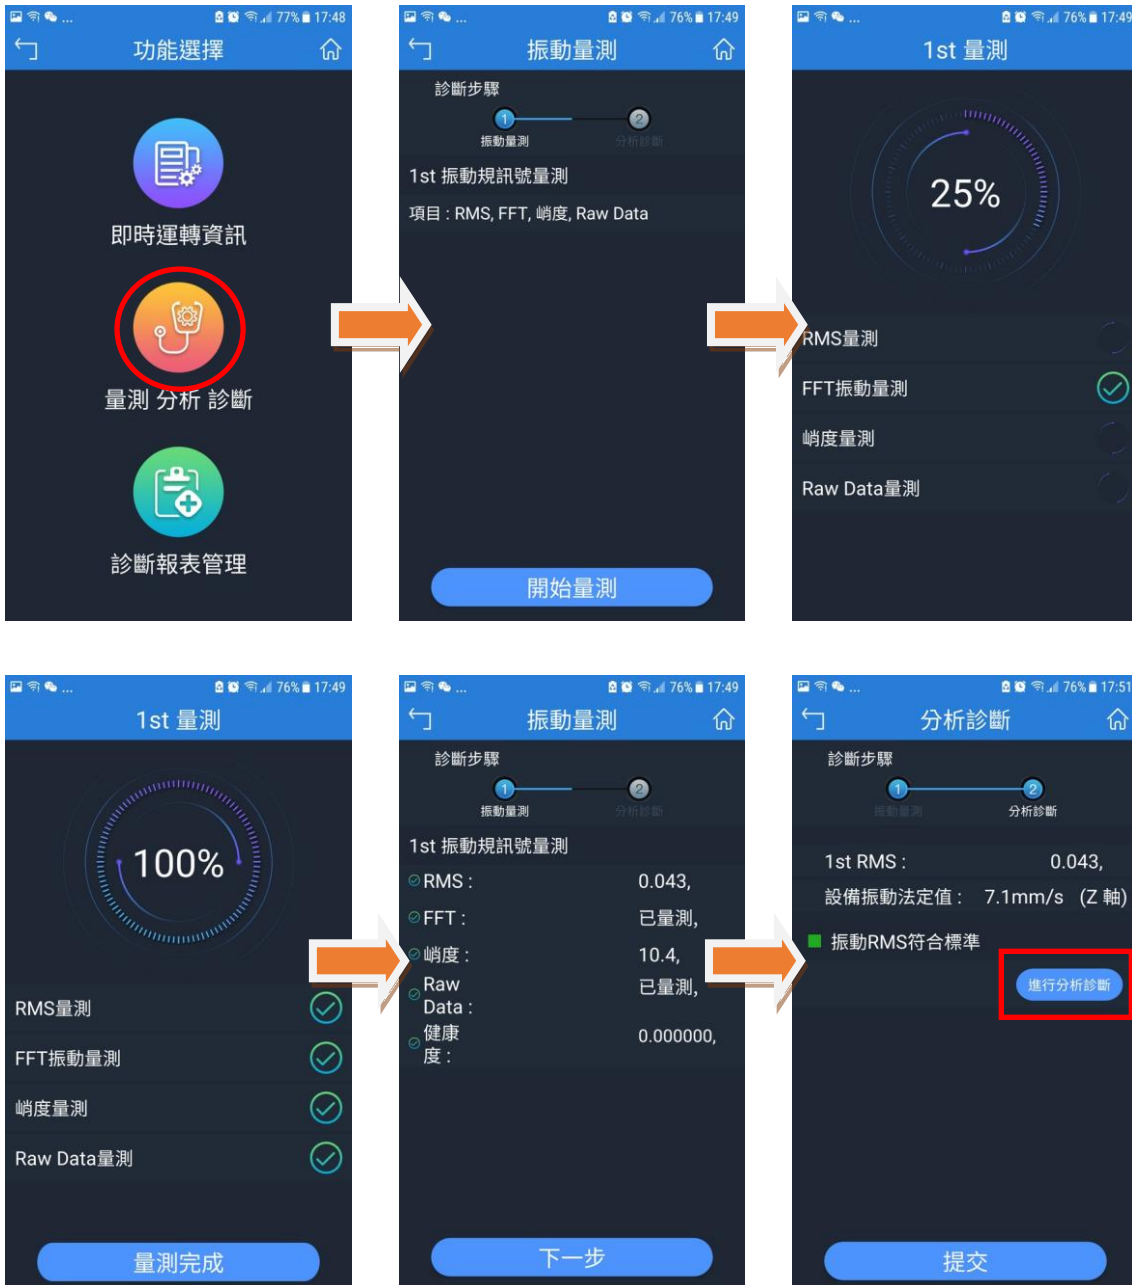 ... 77% 17:48
功能選擇
即時運轉資訊
量測 分析 診斷
診斷報表管理
... 76% 17:49
振動量測
診斷步驟
1 2
振動量測 分析診斷
1st 振動規訊號量測
項目 : RMS, FFT, 峭度, Raw Data
開始量測
... 76% 17:49
1st 量測
25%
RMS量測
FFT振動量測
峭度量測
Raw Data量測
... 76% 17:49
1st 量測
100%
RMS量測
FFT振動量測
峭度量測
Raw Data量測
量測完成
... 76% 17:49
振動量測
診斷步驟
1 2
振動量測 分析診斷
1st 振動規訊號量測
RMS : 0.043,
FFT : 已量測,
峭度 : 10.4,
Raw 已量測,
Data :
健康 0.000000,
度 :
下一步
... 76% 17:51
分析診斷
診斷步驟
1 2
振動量測 分析診斷
1st RMS : 0.043,
設備振動法定值 : 7.1mm/s (Z 軸)
振動RMS符合標準
進行分析診斷
提交